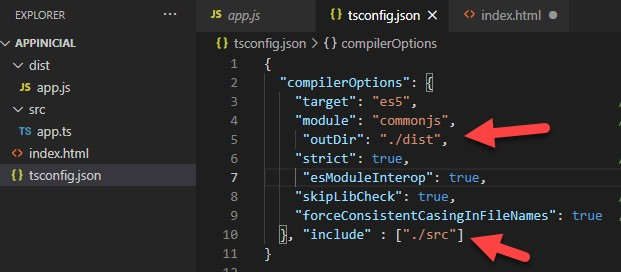 EXPLORER
APPINICIAL
dist
JS app.js
src
TS app.ts
<> index.html
{} tsconfig.json
JS app.js
tsconfig.json
<> index.html
{} tsconfig.json > {} compilerOptions
1 {
2 "compilerOptions": {
3 "target": "es5",
4 "module": "commonjs",
5 "outDir": "./dist",
6 "strict": true,
7 "esModuleInterop": true,
8 "skipLibCheck": true,
9 "forceConsistentCasingInFileNames": true
10 }, "include" : ["./src"]
11 }